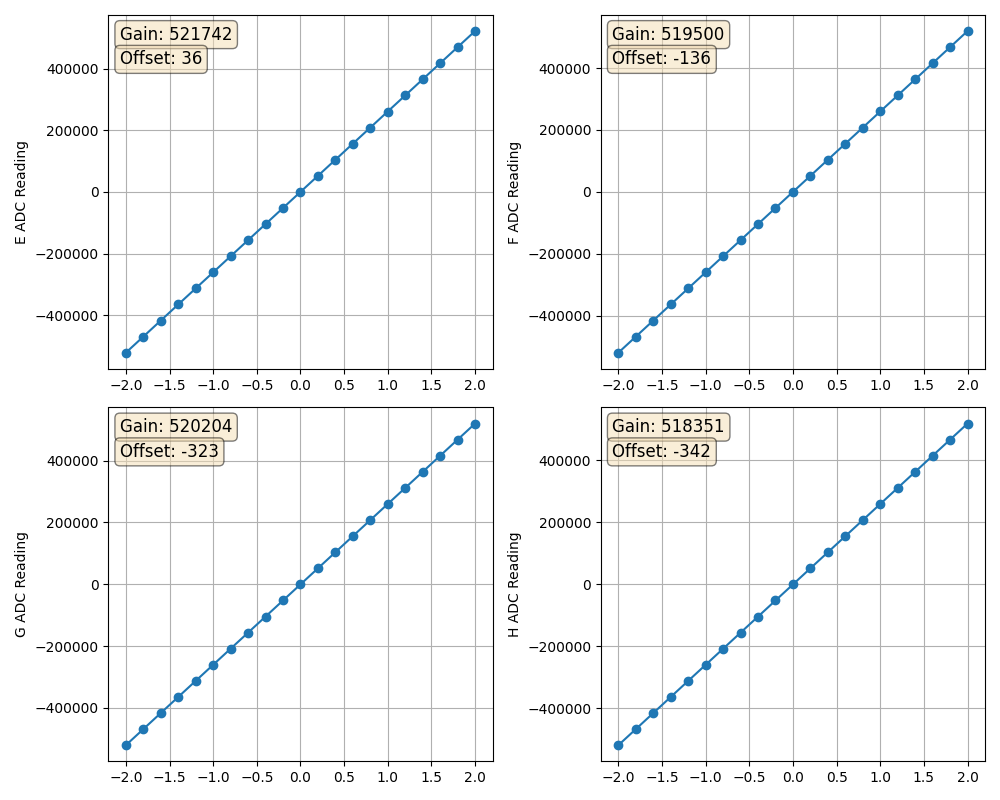 Gain: 521742
Offset: 36
400000
200000
0
−200000
−400000
E ADC Reading
−2.0 −1.5 −1.0 −0.5 0.0 0.5 1.0 1.5 2.0
Gain: 519500
Offset: -136
400000
200000
0
−200000
−400000
F ADC Reading
−2.0 −1.5 −1.0 −0.5 0.0 0.5 1.0 1.5 2.0
Gain: 520204
Offset: -323
400000
200000
0
−200000
−400000
G ADC Reading
−2.0 −1.5 −1.0 −0.5 0.0 0.5 1.0 1.5 2.0
Gain: 518351
Offset: -342
400000
200000
0
−200000
−400000
H ADC Reading
−2.0 −1.5 −1.0 −0.5 0.0 0.5 1.0 1.5 2.0